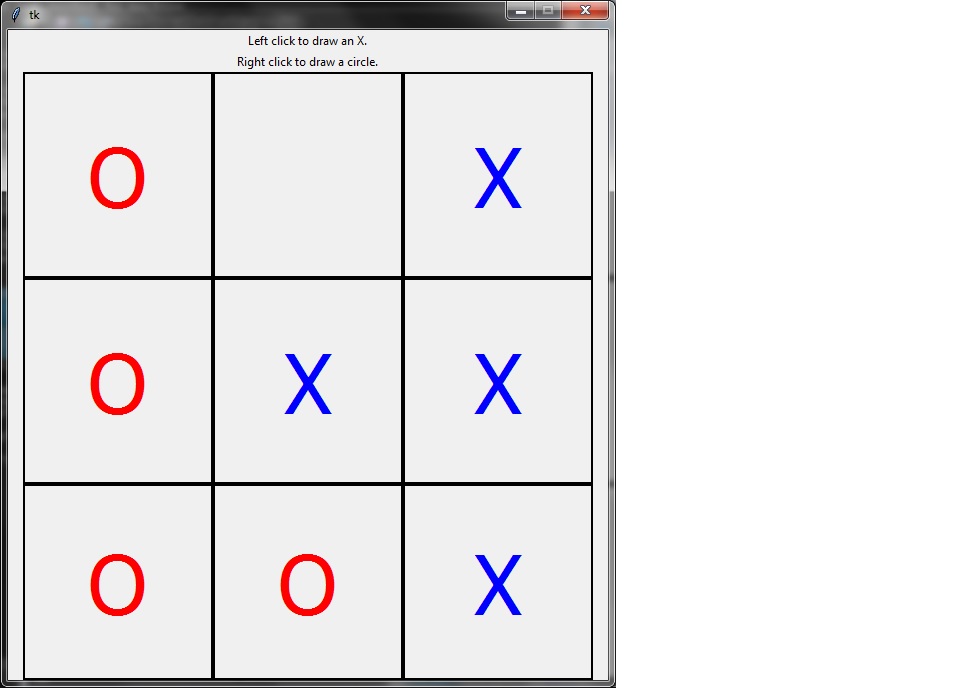 tk
Left click to draw an X.
Right click to draw a circle.
O X
O X X
O O X